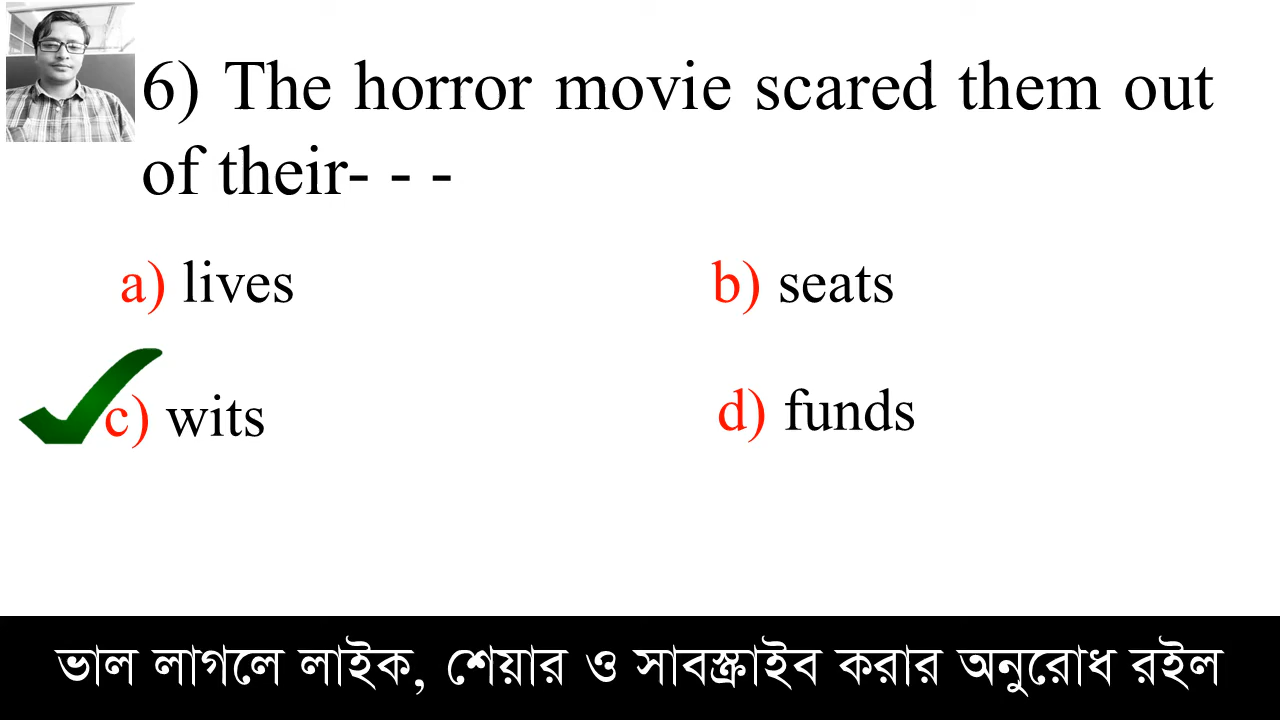 6) The horror movie scared them out
of their- - -
a) lives
b) seats
c) wits
d) funds
ভাল লাগলে লাইক, শেয়ার ও সাবস্ক্রাইব করার অনুরোধ রইল